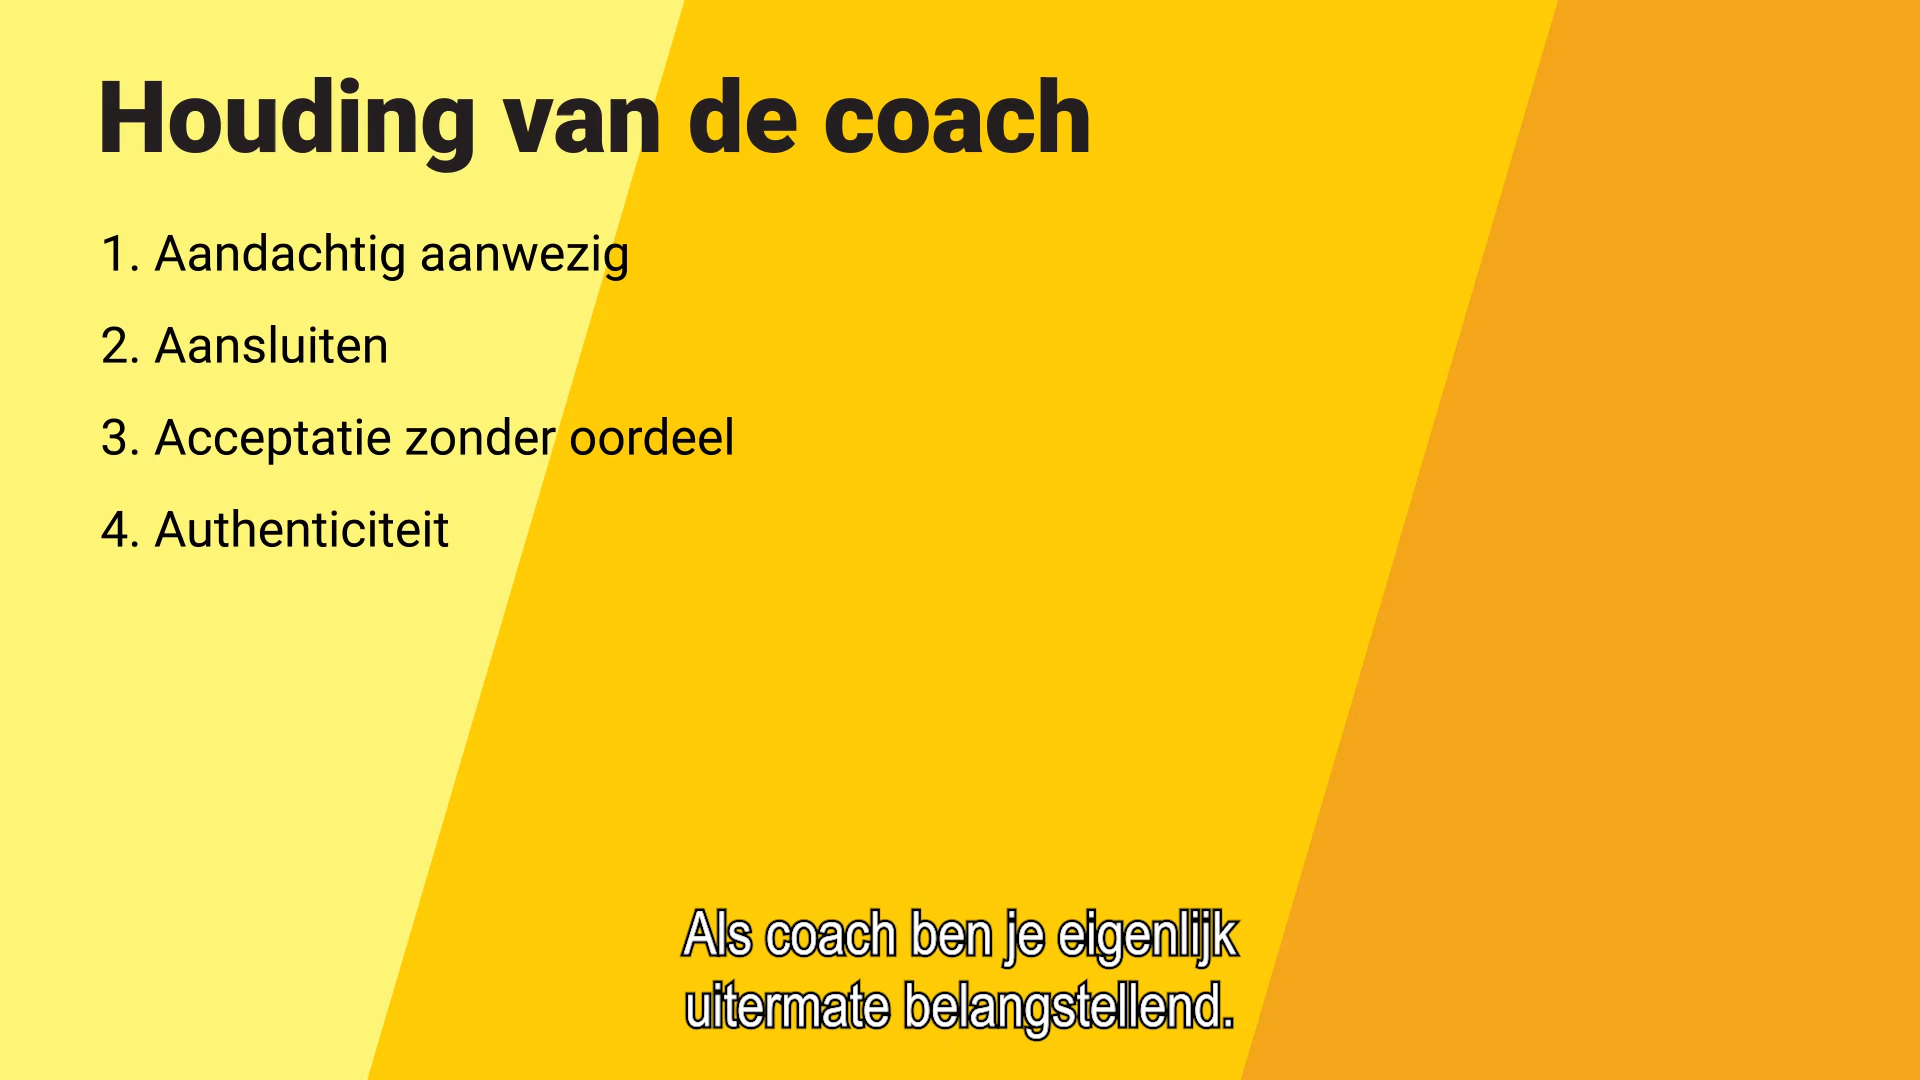 Houding van de coach
1. Aandachtig aanwezig
2. Aansluiten
3. Acceptatie zonder oordeel
4. Authenticiteit
Als coach ben je eigenlijk
uitermate belangstellend.